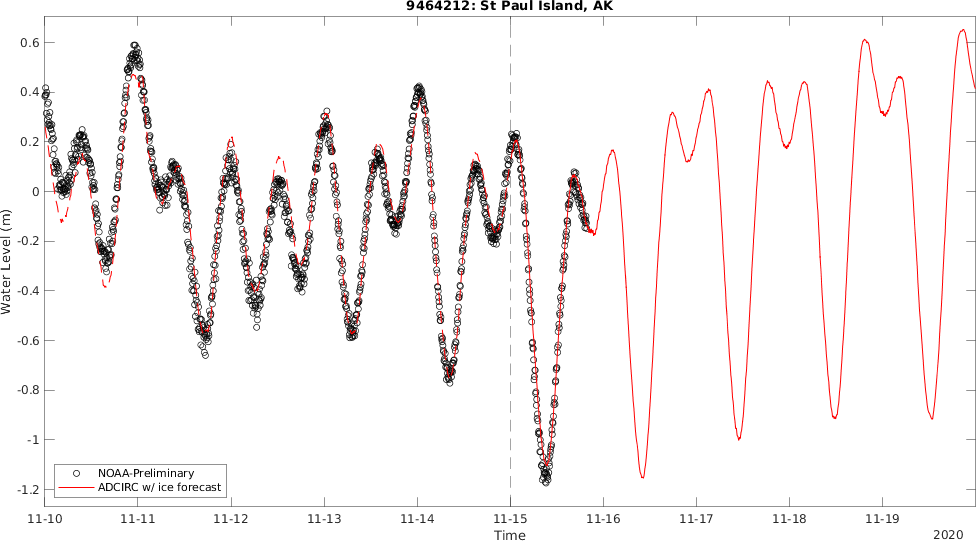 9464212: St Paul Island, AK
Water Level (m)
0.6
0.4
0.2
0
-0.2
-0.4
-0.6
-0.8
-1
-1.2
NOAA-Preliminary
ADCIRC w/ ice forecast
11-10 11-11 11-12 11-13 11-14 11-15 11-16 11-17 11-18 11-19
Time
2020